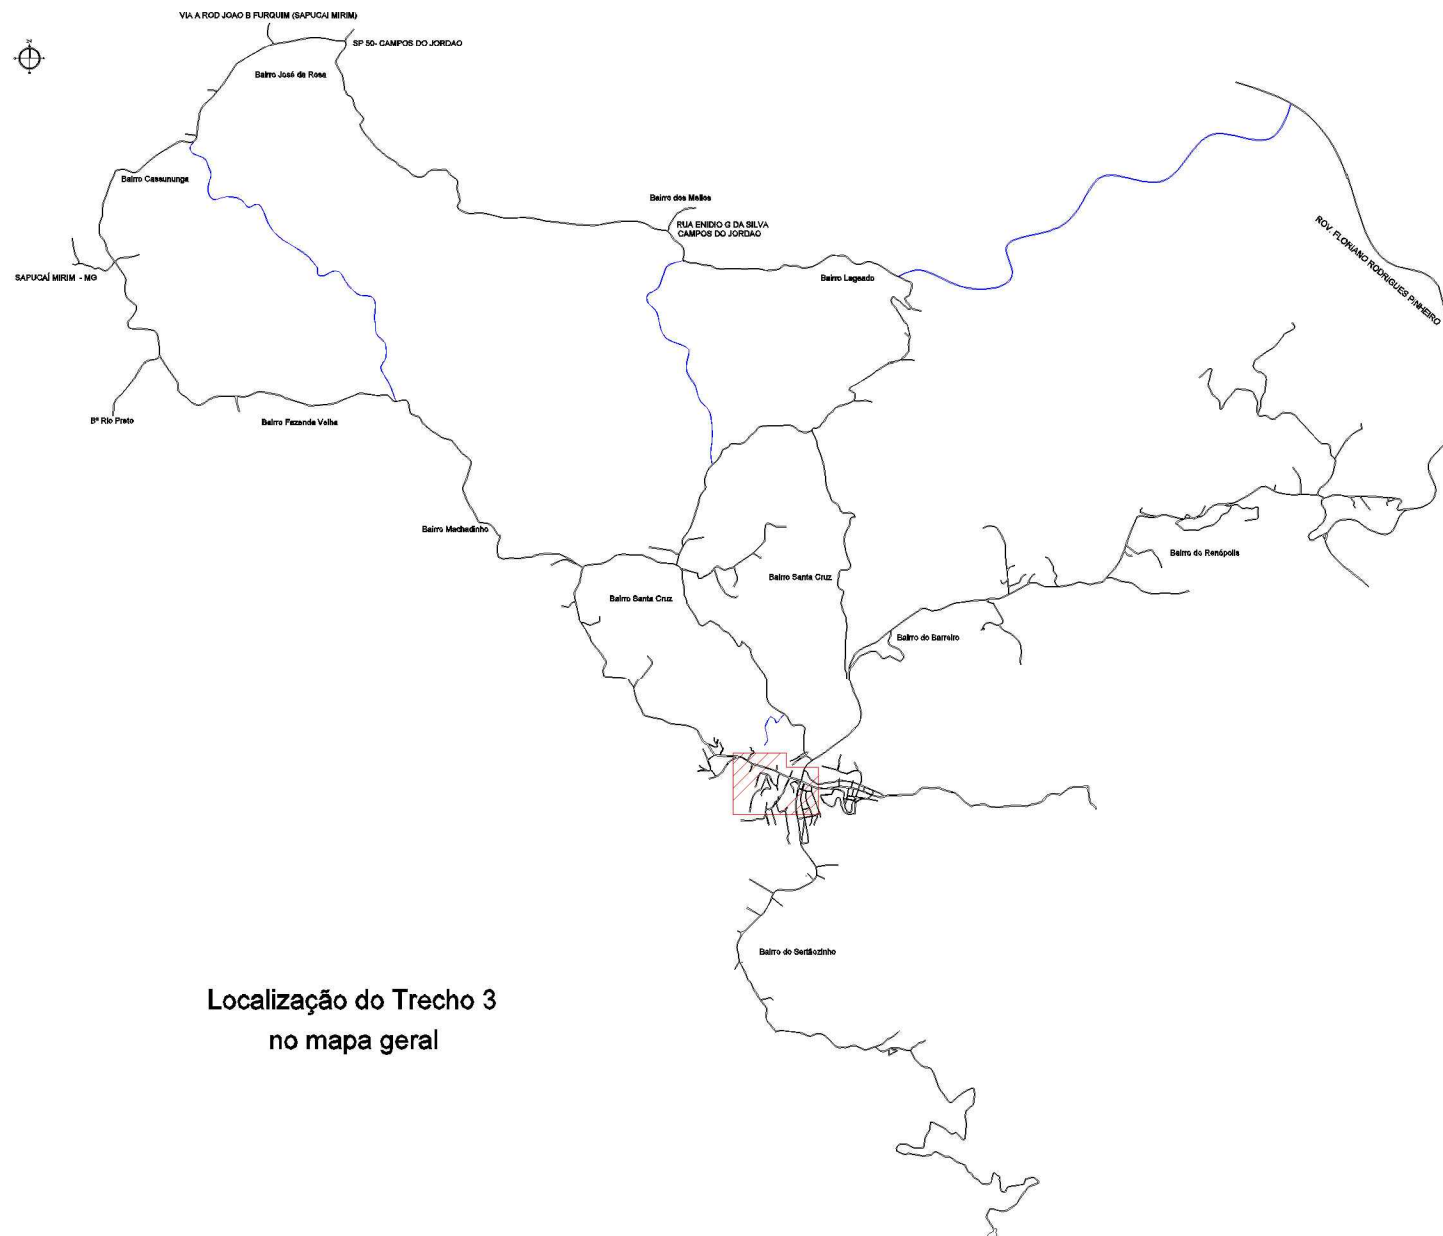 VIA A ROD JOAO B FURQUIM (SAPUCAI MIRIM)
SP 50- CAMPOS DO JORDAO
Bairro José da Rosa
Bairro Cassununga
Bairro dos Mellos
RUA ENIDIO G DA SILVA
CAMPOS DO JORDAO
ROV. FLORIANO RODRIGUES PINHEIRO
SAPUCAÍ MIRIM - MG
Bairro Lageado
Bº Rio Preto
Bairro Fazenda Velha
Bairro Machadinho
Bairro do Renópolis
Bairro Santa Cruz
Bairro Santa Cruz
Bairro do Barreiro
Bairro do Sertãozinho
Localização do Trecho 3
no mapa geral